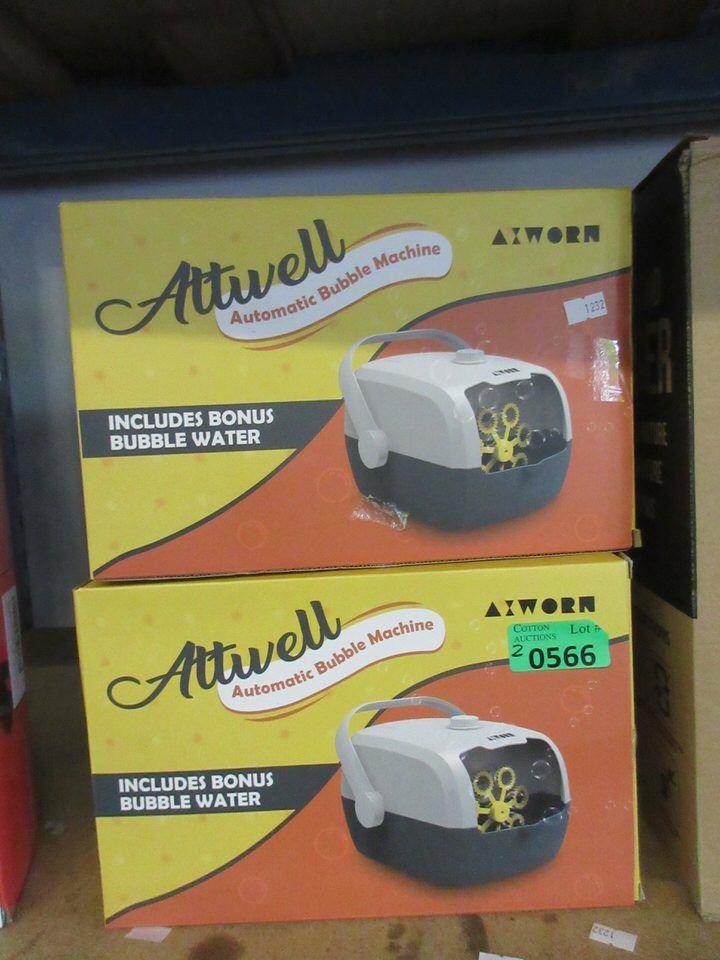 Attwell
Automatic Bubble Machine
AXWORN
1232
INCLUDES BONUS
BUBBLE WATER
Attwell
Automatic Bubble Machine
AXWORN
COTTON
AUCTIONS
Lot #
2
0566
INCLUDES BONUS
BUBBLE WATER
1232